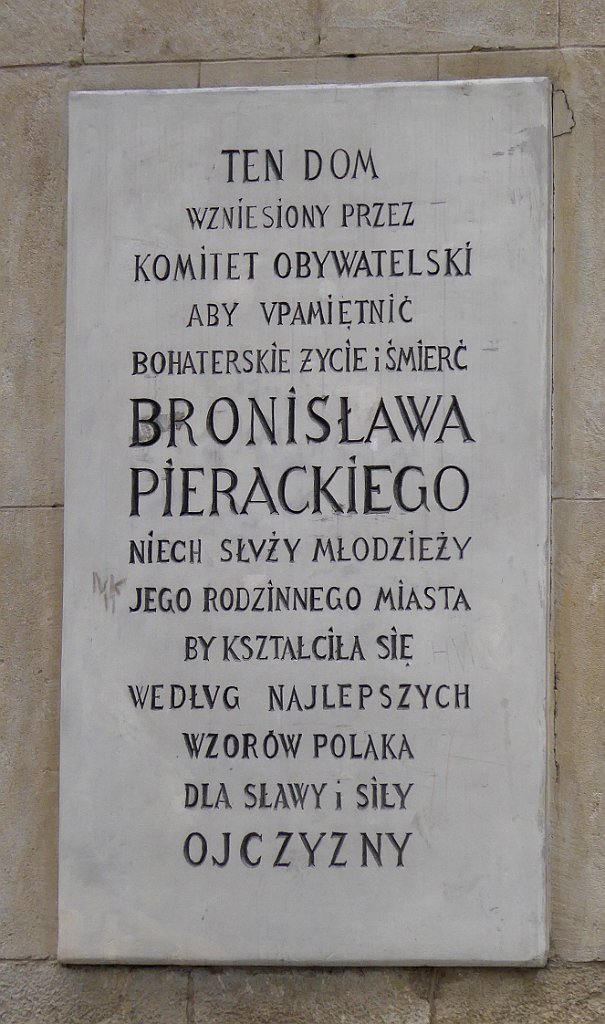 TEN DOM
WZNIESIONY PRZEZ
KOMITET OBYWATELSKI
ABY VPAMIĘTNIĆ
BOHATERSKIE ŻYCIE i ŚMIERĆ
BRONISŁAWA
PIERACKIEGO
NIECH SŁVŻY MŁODZIEŻY
JEGO RODZINNEGO MIASTA
BY KSZTAŁCIŁA SIĘ
WEDŁVG NAJLEPSZYCH
WZORÓW POLAKA
DLA SŁAWY i SIŁY
OJCZYZNY